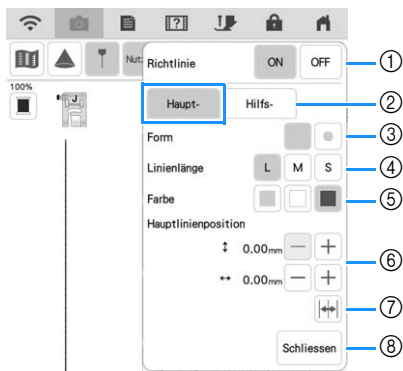 Nut
Richtlinie ON OFF ①
100%
J
Haupt- Hilfs- ②
Form ③
Linienlänge L M S ④
Farbe ⑤
Hauptlinienposition
↕ 0.00mm − + ⑥
↔ 0.00mm − +
⑦
Schliessen ⑧